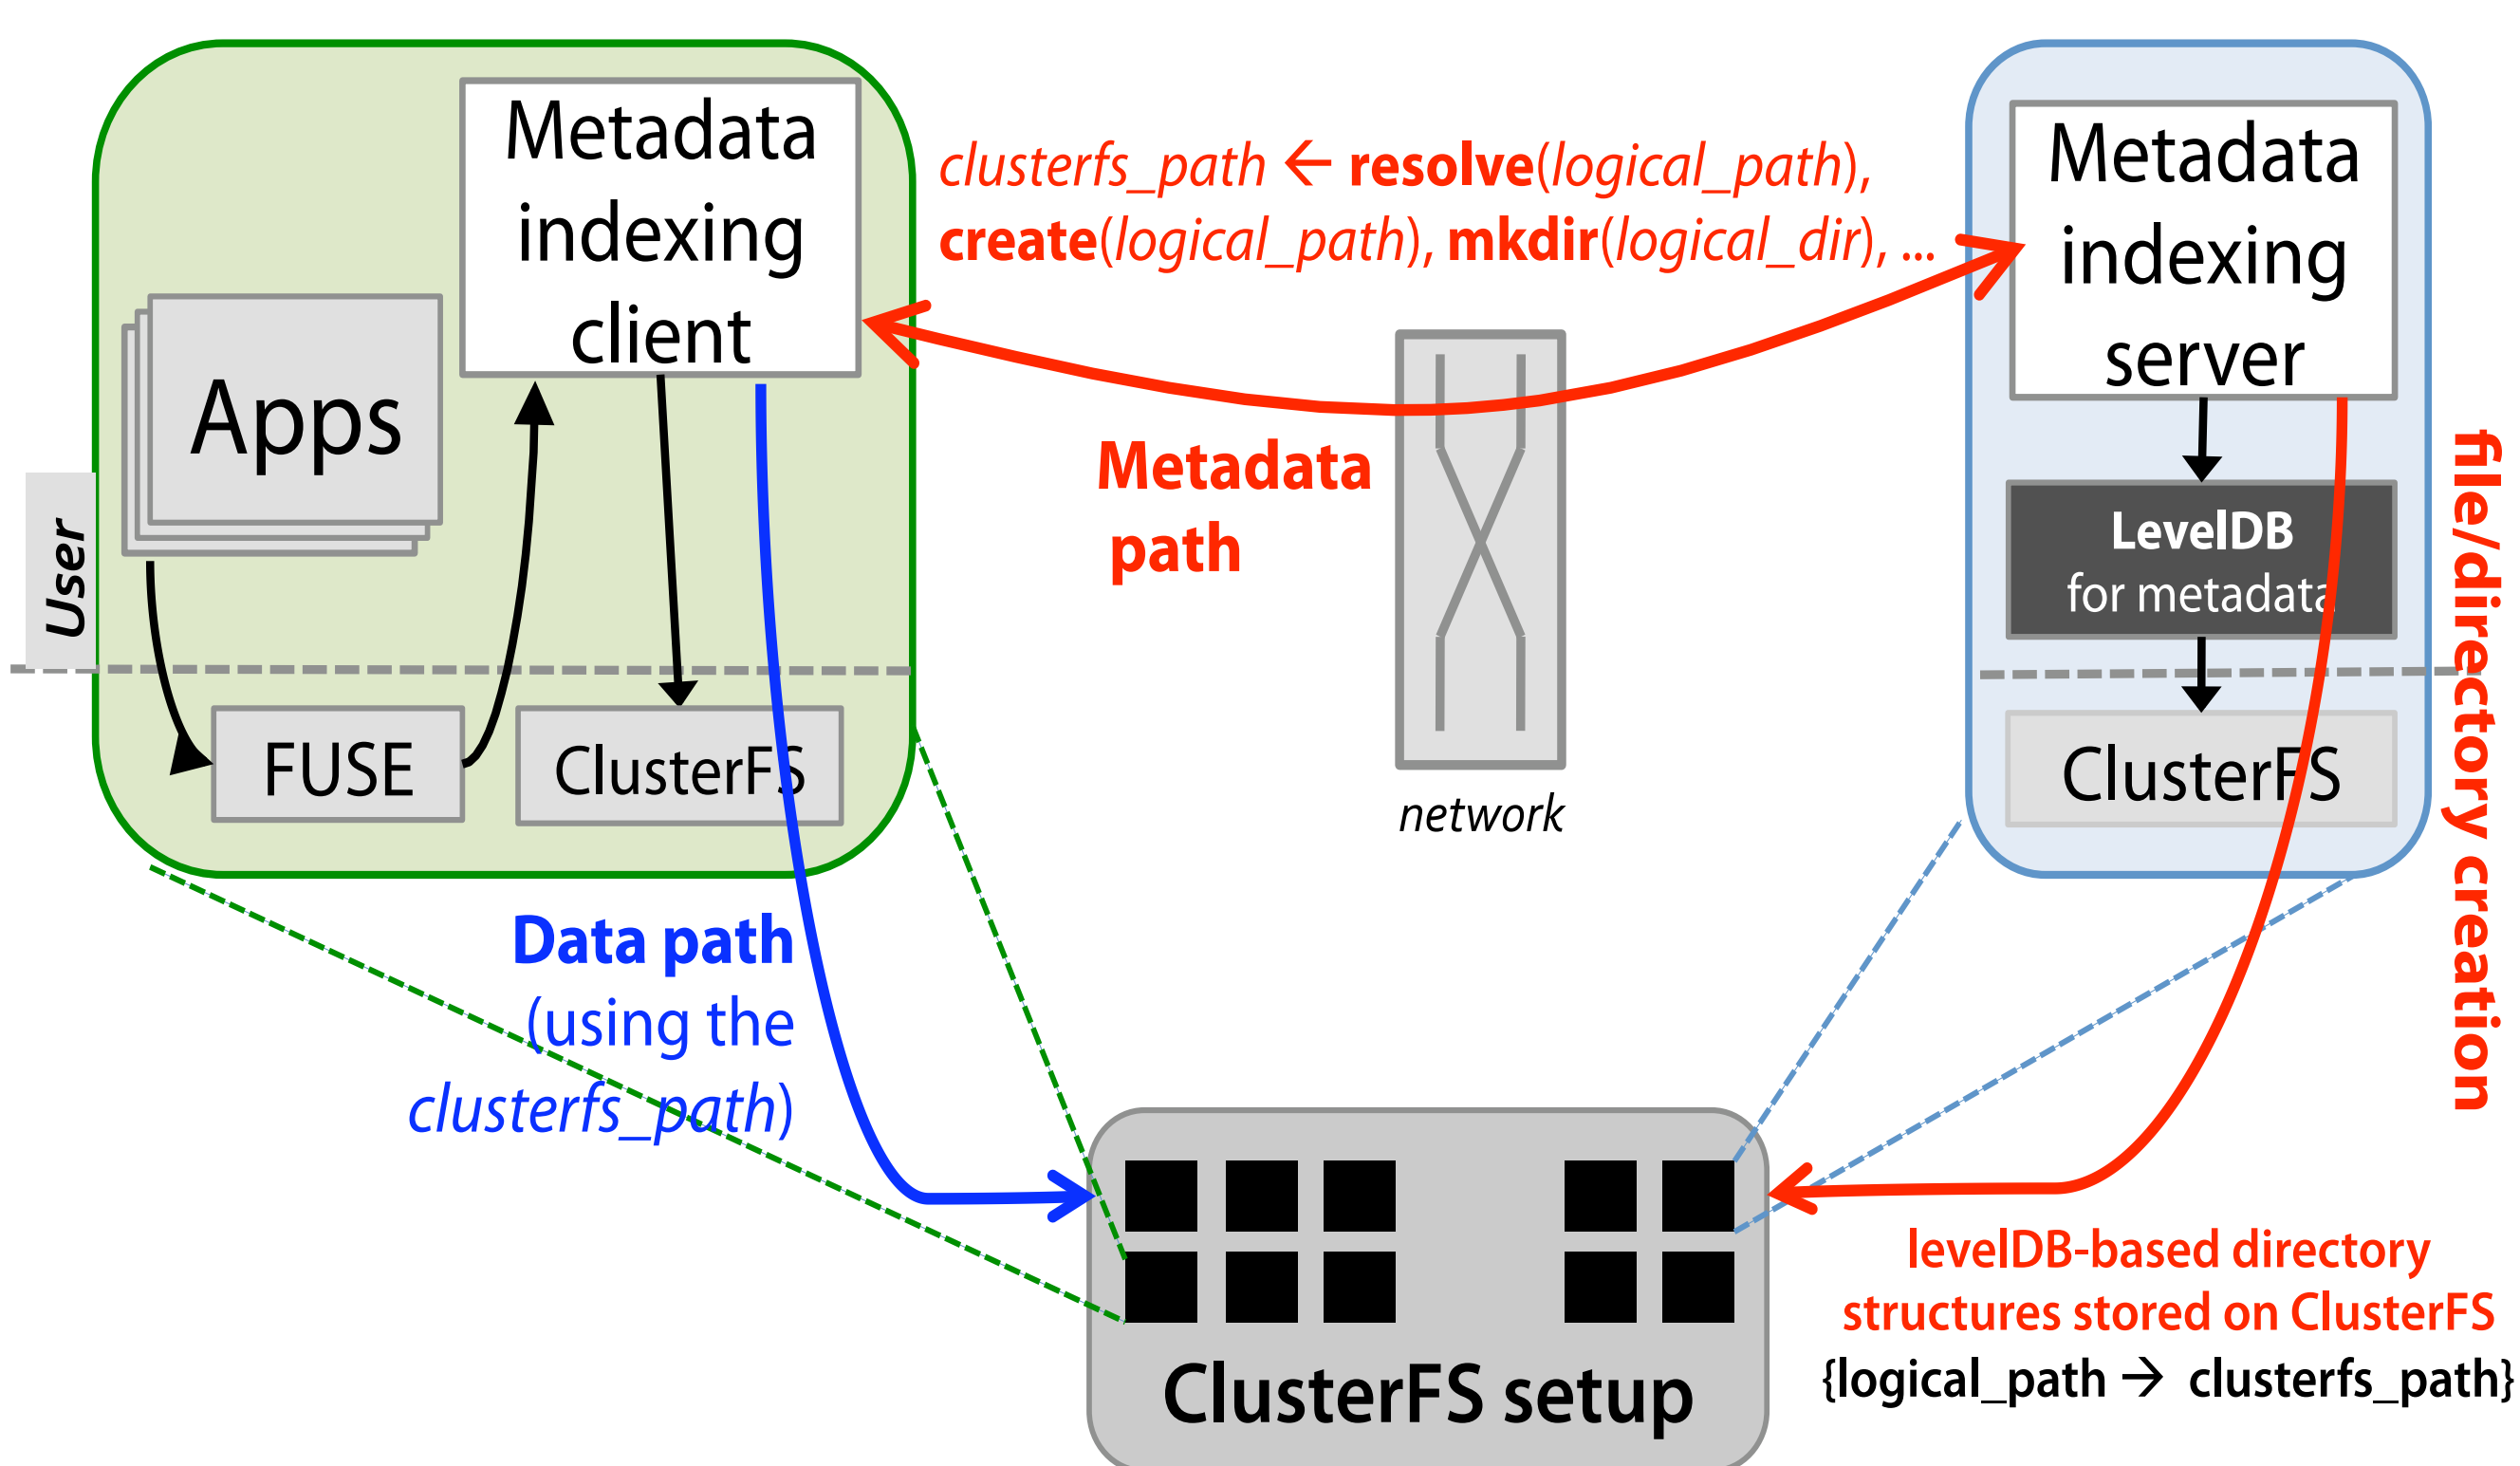 Metadata
indexing
client
Apps
User
FUSE
ClusterFS
clusterfs_path ← resolve(logical_path),
create(logical_path), mkdir(logical_dir), ...
Metadata
path
network
Metadata
indexing
server
LevelDB
for metadata
ClusterFS
file/directory creation
Data path
(using the
clusterfs_path)
ClusterFS setup
levelDB-based directory
structures stored on ClusterFS
{logical_path → clusterfs_path}